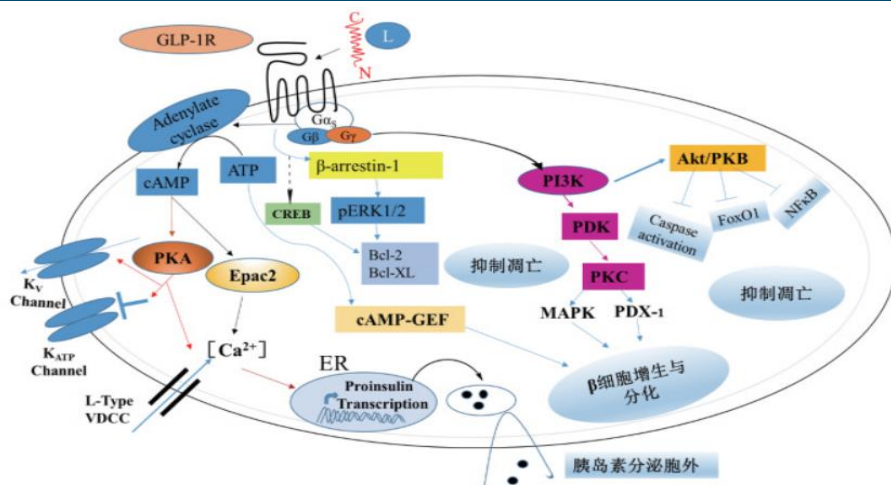 GLP-1R
C
L
N
Adenylate
cyclase
Gαs
Gβ
Gγ
cAMP
ATP
β-arrestin-1
CREB
pERK1/2
Bcl-2
Bcl-XL
PI3K
Akt/PKB
PDK
PKC
MAPK
PDX-1
Caspase
activation
FoxO1
NFκB
抑制凋亡
抑制凋亡
PKA
Epac2
cAMP-GEF
KV
Channel
KATP
Channel
[Ca²⁺]
L-Type
VDCC
ER
Proinsulin
Transcription
β细胞增生与
分化
胰岛素分泌胞外